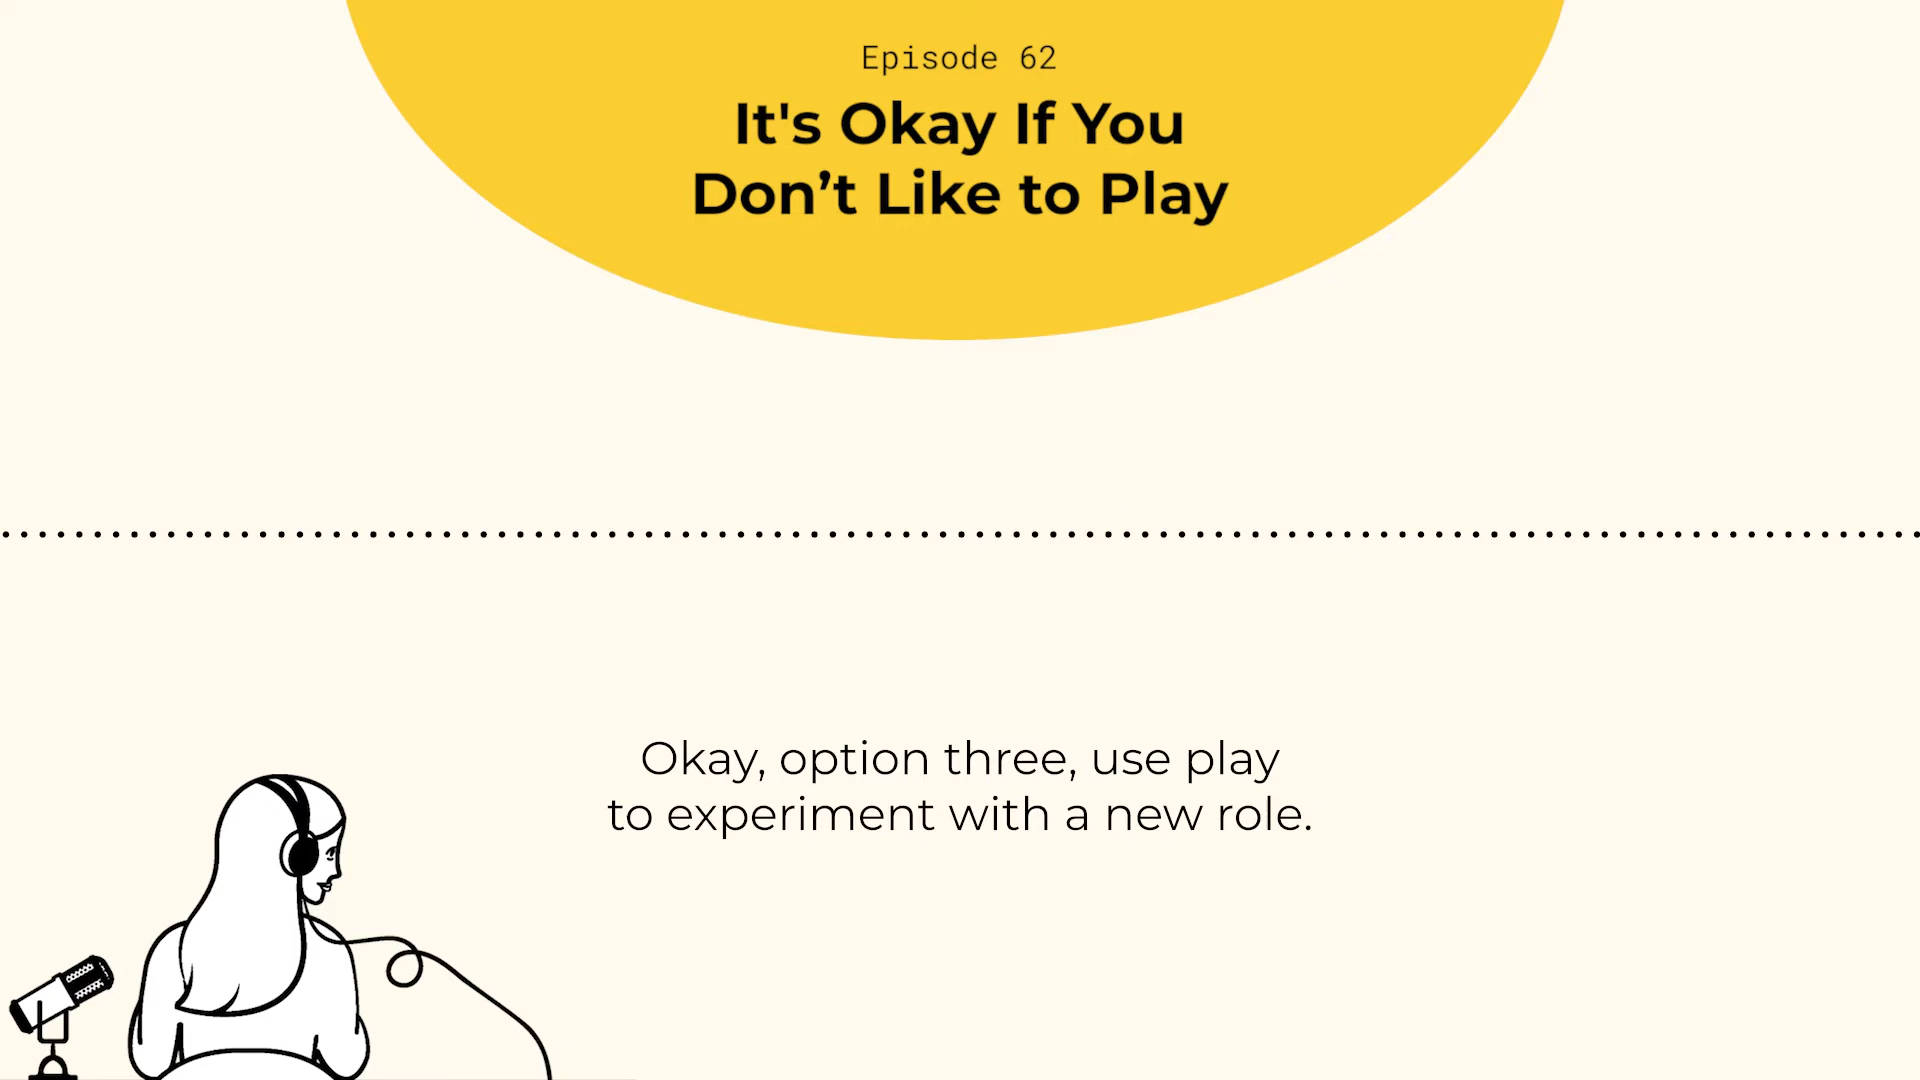 Episode 62
It's Okay If You
Don’t Like to Play
Okay, option three, use play
to experiment with a new role.